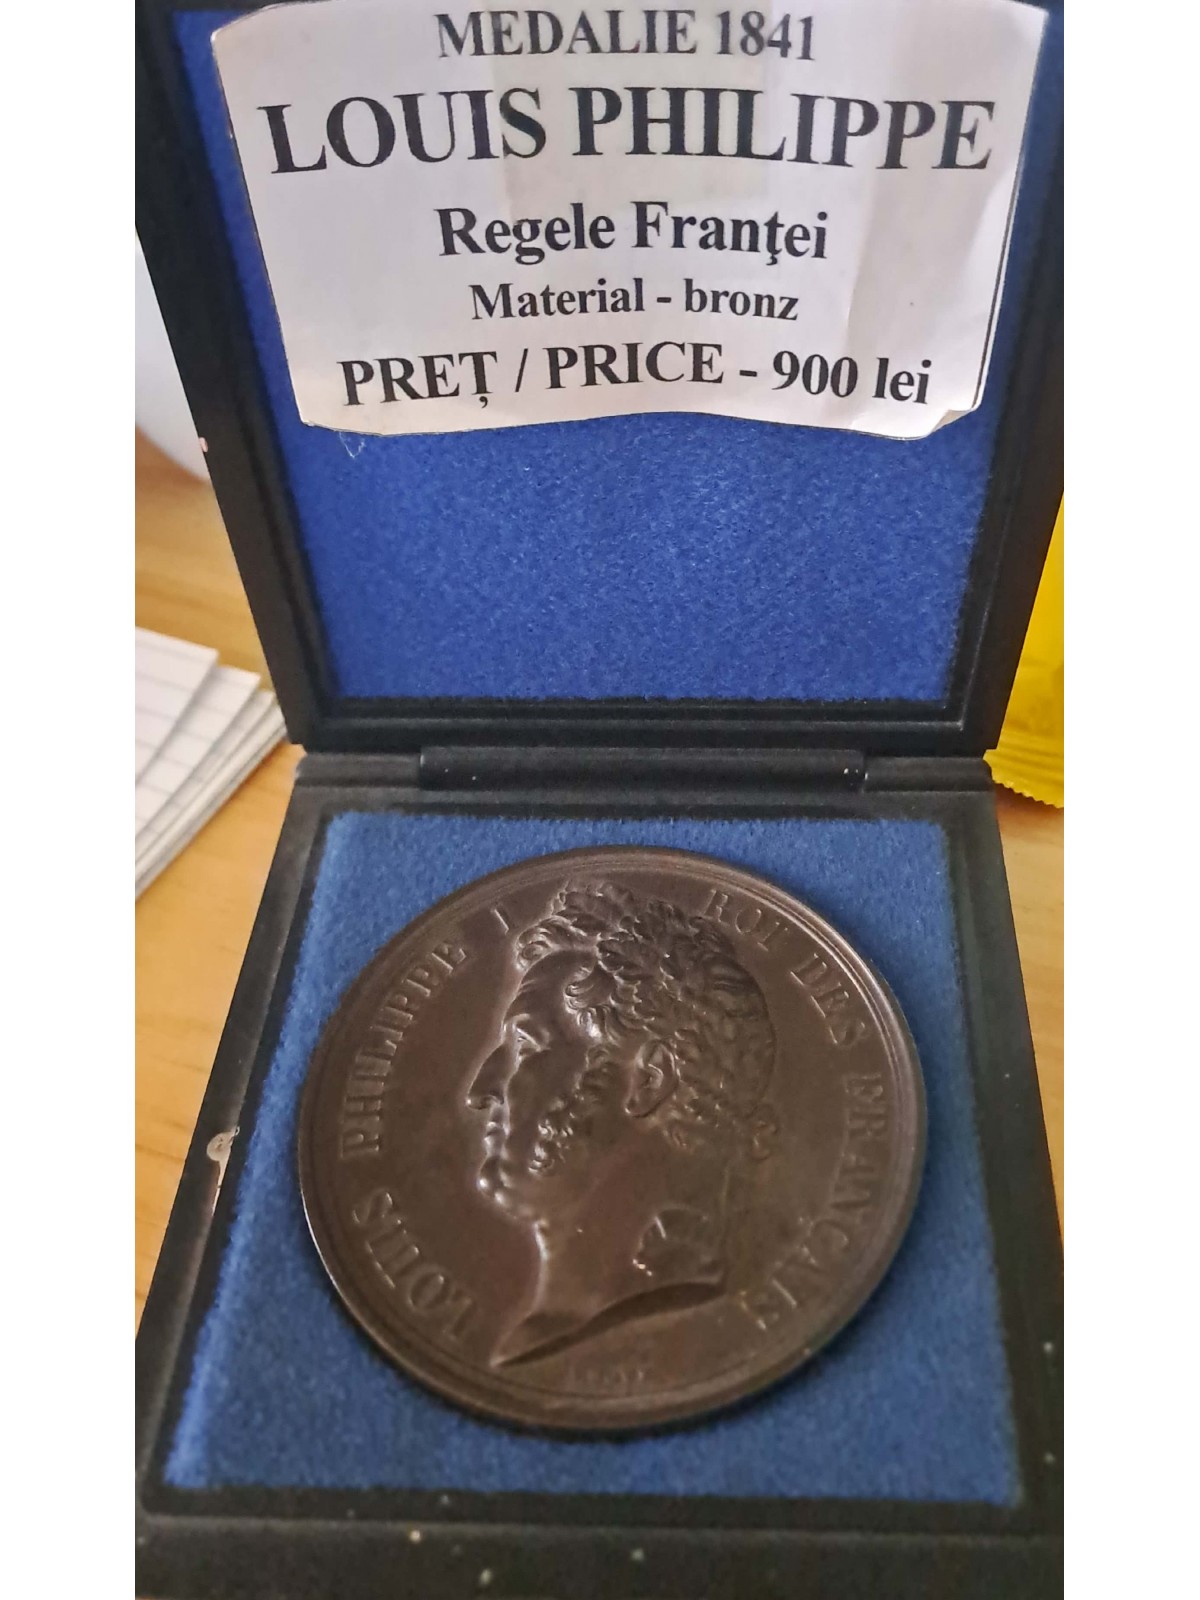 MEDALIE 1841
LOUIS PHILIPPE
Regele Franţei
Material - bronz
PREȚ / PRICE - 900 lei
LOUIS PHILIPPE I ROI DES FRANÇAIS